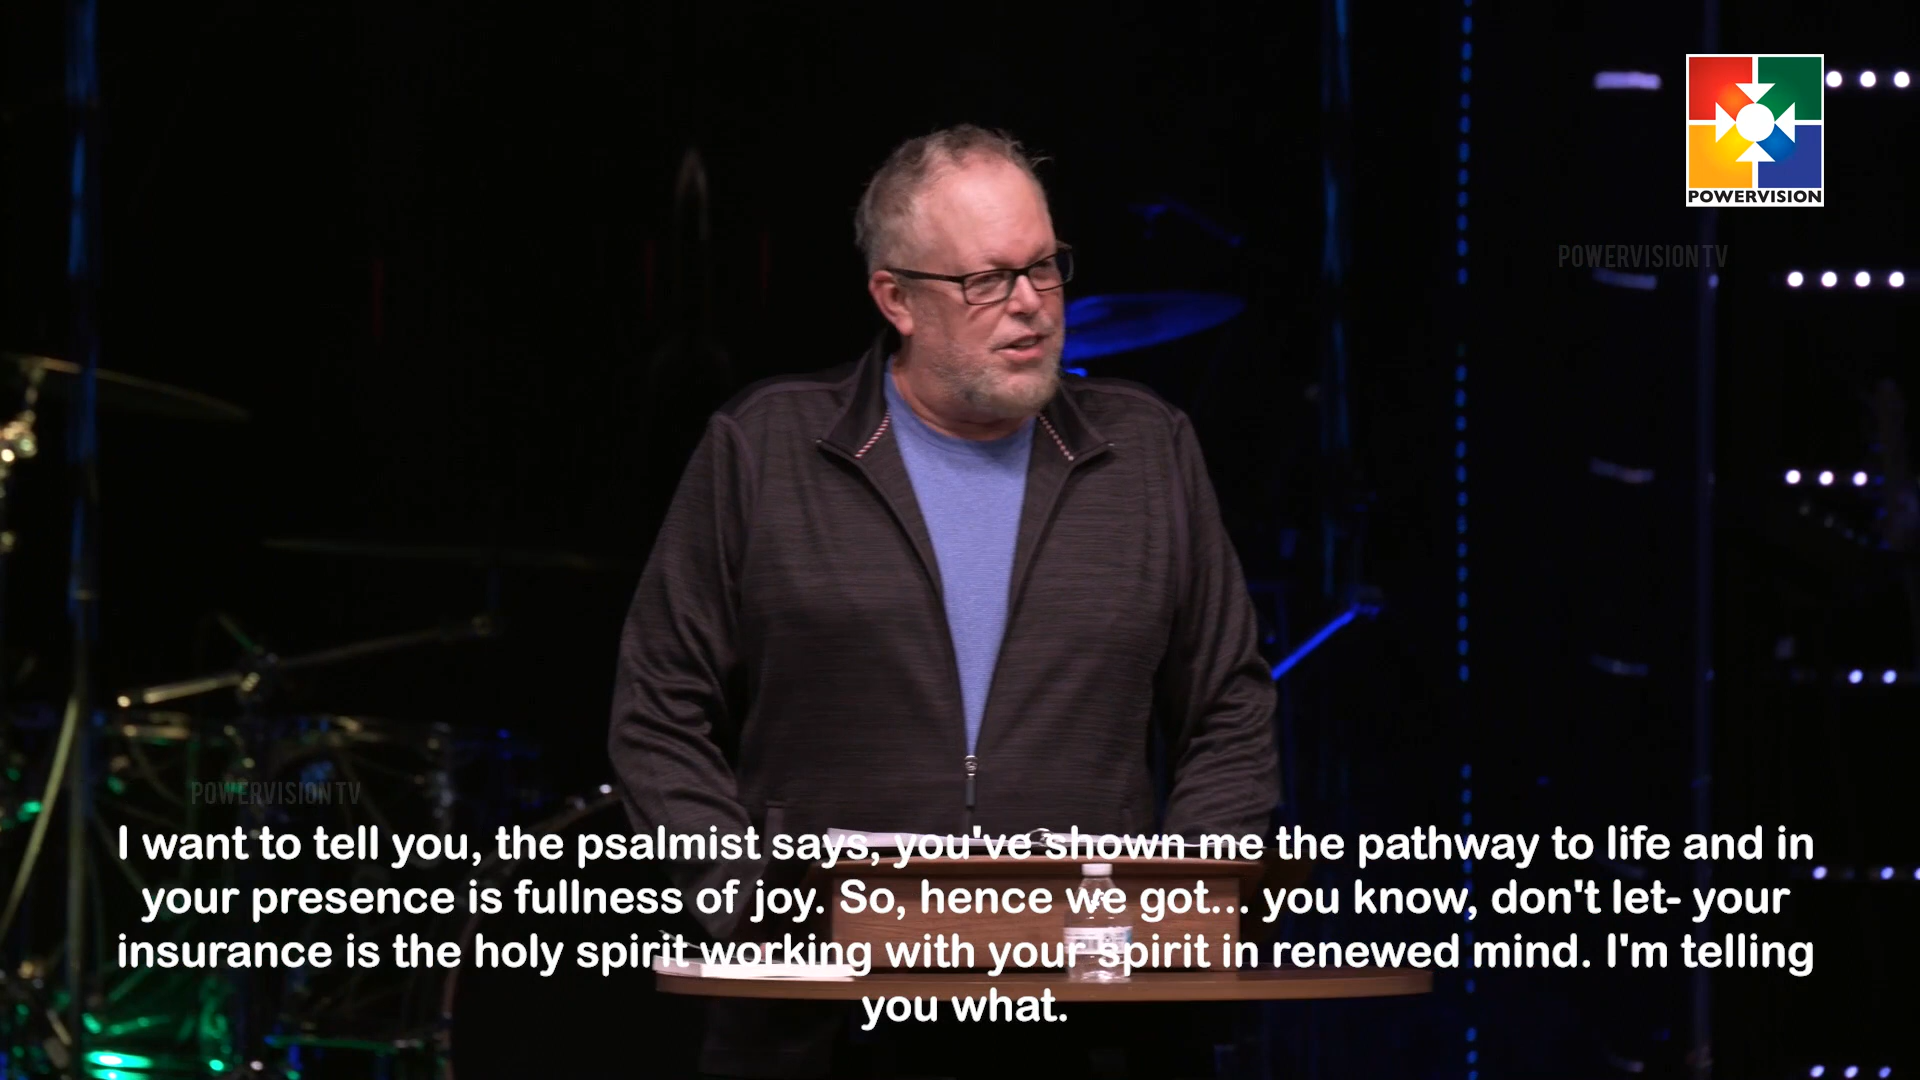 POWERVISION
POWERVISION TV
POWERVISION TV
I want to tell you, the psalmist says, you've shown me the pathway to life and in
your presence is fullness of joy. So, hence we got... you know, don't let- your
insurance is the holy spirit working with your spirit in renewed mind. I'm telling
you what.